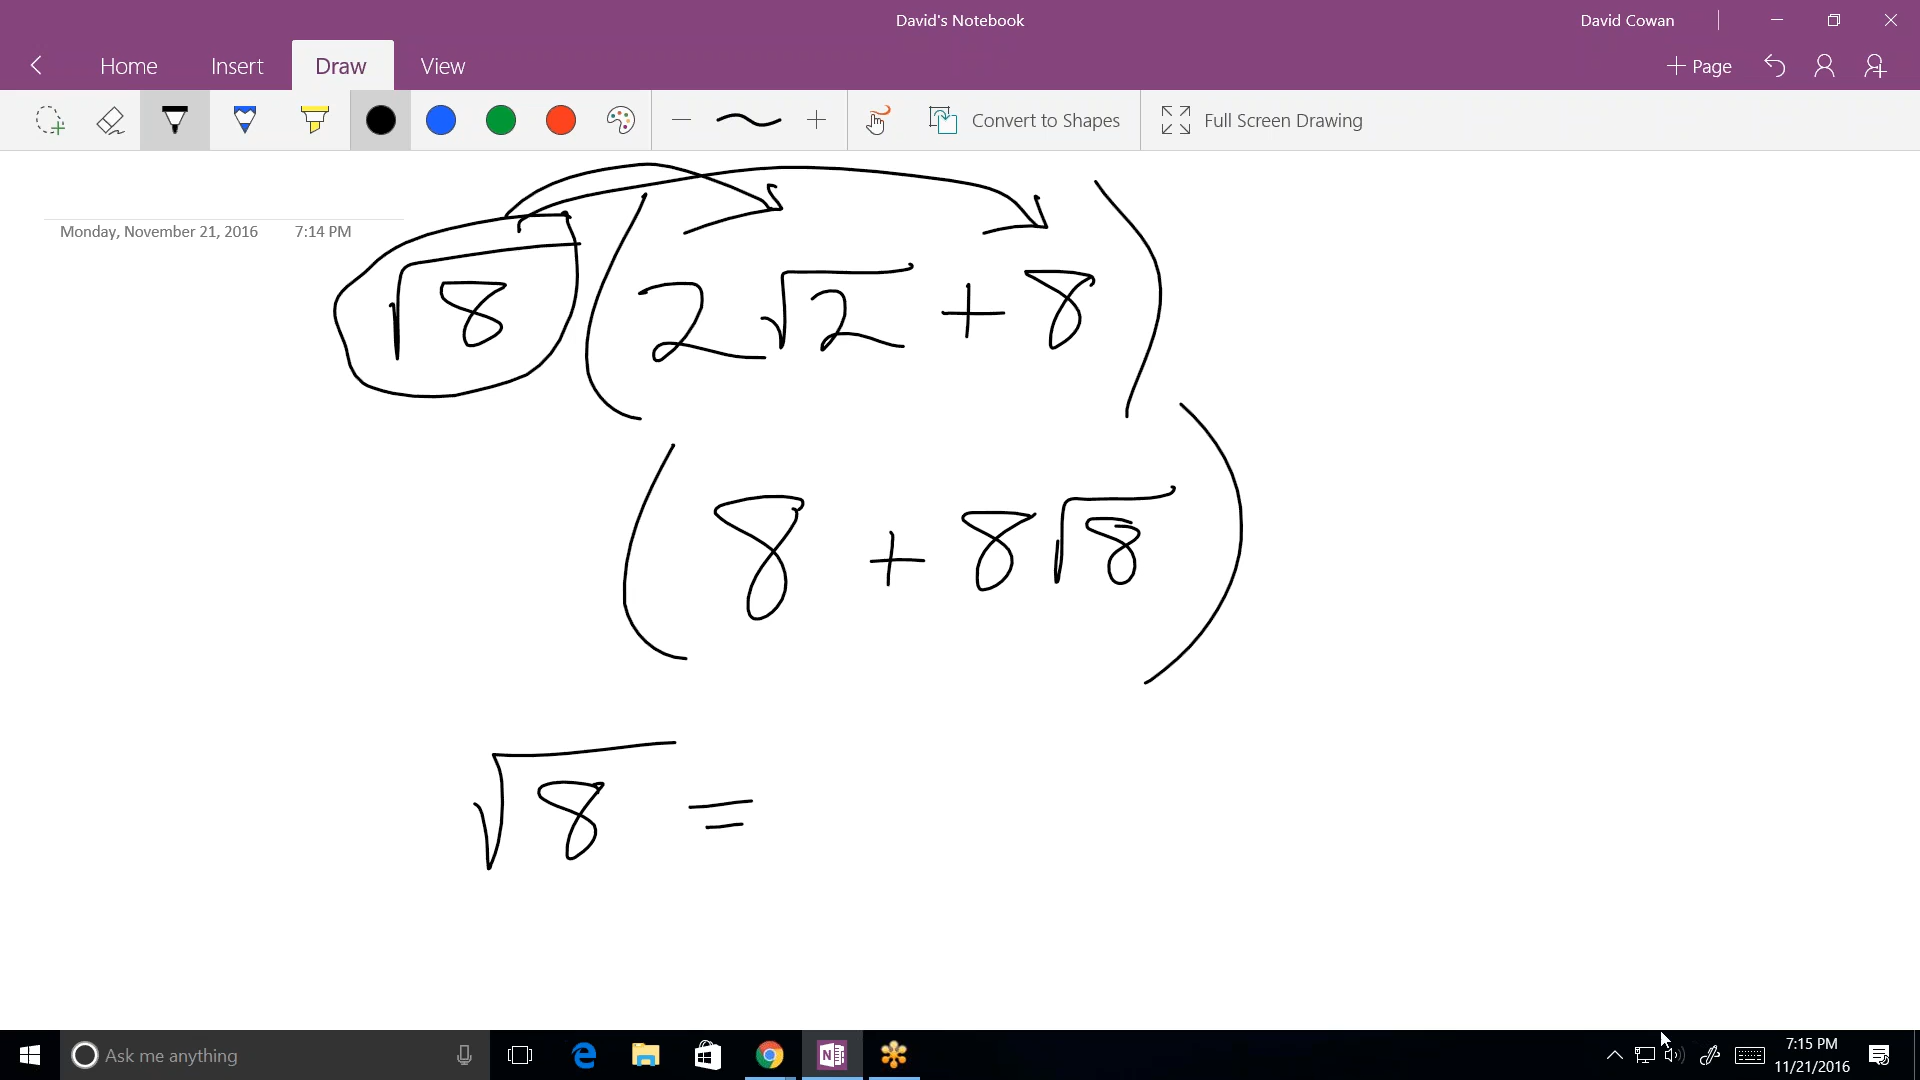 David's Notebook
David Cowan
Home Insert Draw View
Page
Convert to Shapes
Full Screen Drawing
Monday, November 21, 2016 7:14 PM
√8 (2√2 + 8)
(8 + 8√8)
√8 =
Ask me anything
7:15 PM
11/21/2016